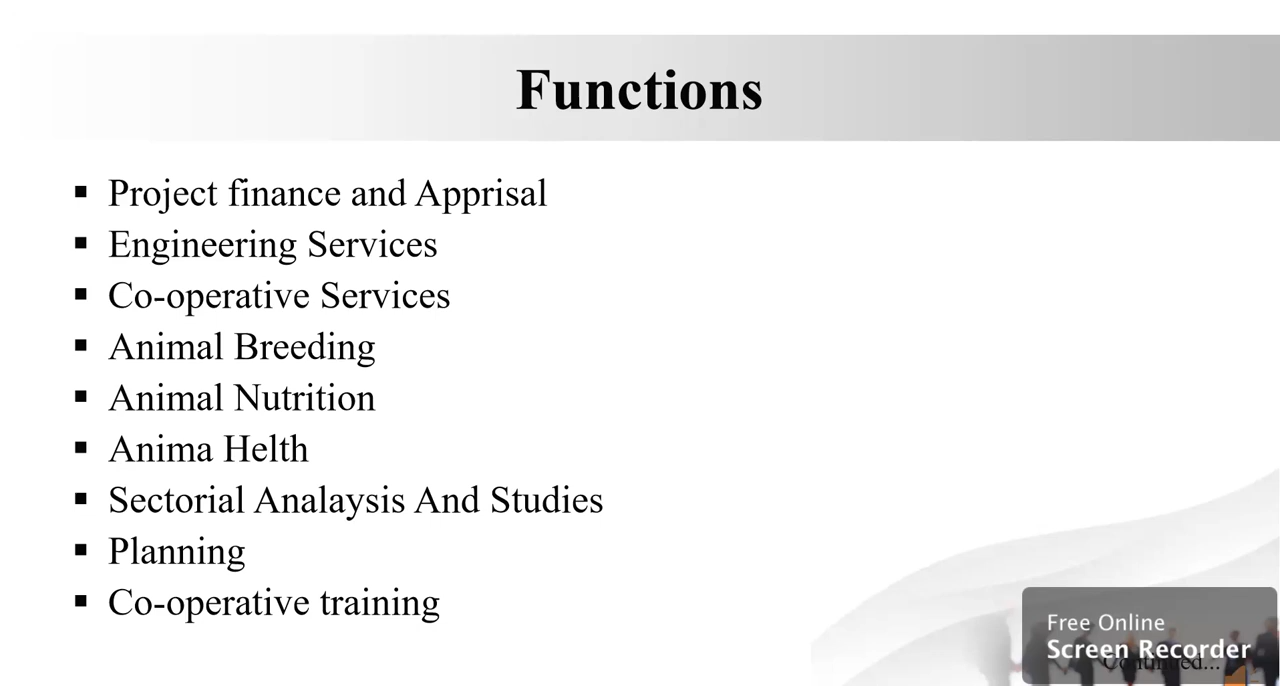 Functions
▪ Project finance and Apprisal
▪ Engineering Services
▪ Co-operative Services
▪ Animal Breeding
▪ Animal Nutrition
▪ Anima Helth
▪ Sectorial Analaysis And Studies
▪ Planning
▪ Co-operative training
Free Online
Screen Recorder
Continued...